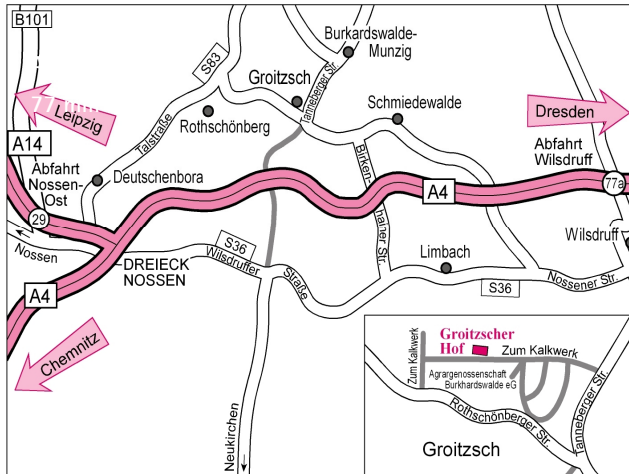 B101
Burkardswalde-
Munzig
S83
Groitzsch
Tanneberger Str.
Leipzig
Dresden
Schmiedewalde
Rothschönberg
Talstraße
A14
Abfahrt
Nossen-
Ost
Abfahrt
Wilsdruff
Deutschenbora
Birken-
hainer Str.
A4
77a
29
Wilsdruff
Nossen
DREIECK
NOSSEN
S36
Wilsdruffer
Straße
Limbach
S36
Nossener Str.
A4
Chemnitz
Neukirchen
Groitzscher
Hof
Zum Kalkwerk
Zum Kalkwerk
Agrargenossenschaft
Burkhardswalde eG
Rothschönberger Str.
Tanneberger Str.
Groitzsch